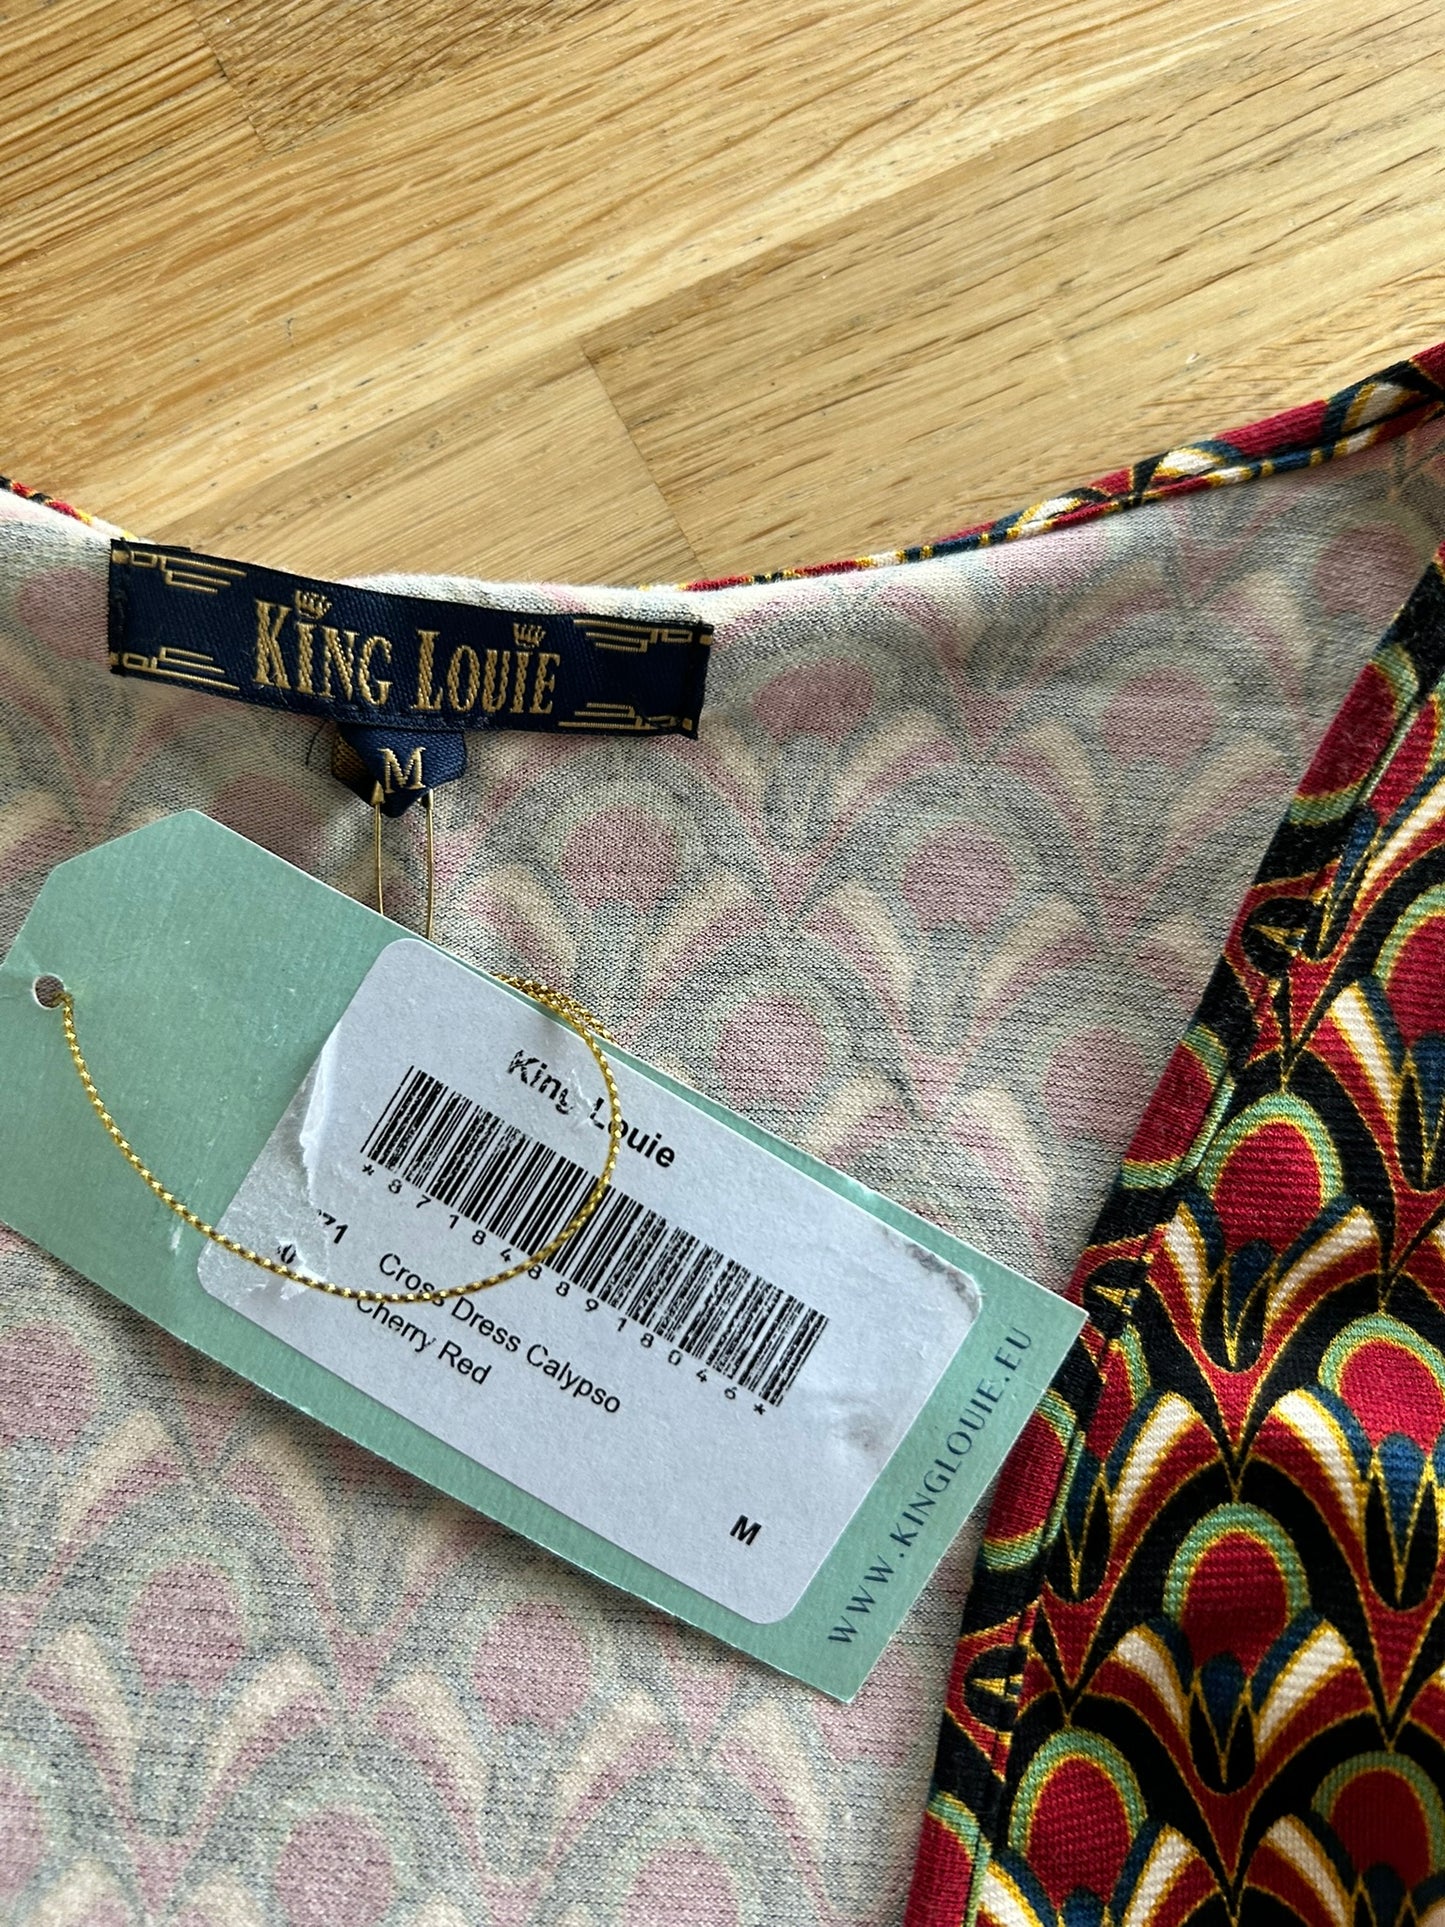 KING LOUIE
M
King Louie
*8718488918046*
Cross Dress Calypso
Cherry Red
M
WWW.KINGLOUIE.EU